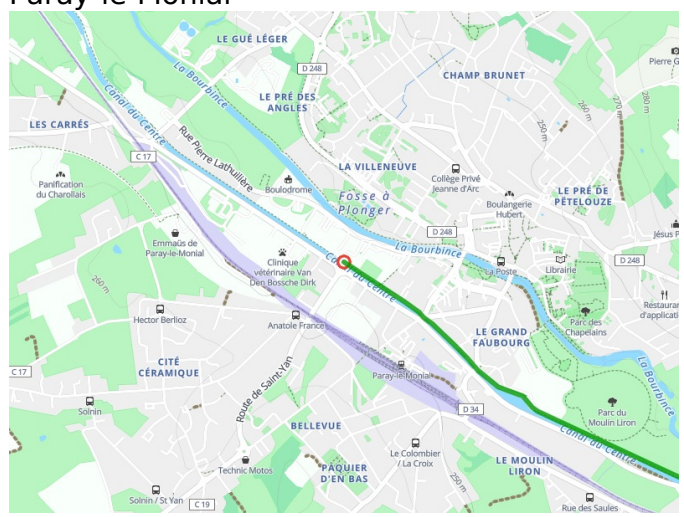 Paray-le-Monial
LE GUÉ LÉGER
D 248
La Bourbince
Canal du Centre
CHAMP BRUNET
Pierre G
260 m
270 m
280 m
250 m
LE PRÉ DES
ANGLES
LES CARRÉS
C 17
Rue Pierre Lathuillière
LA VILLENEUVE
Collège Privé
Jeanne d'Arc
Panification
du Charollais
Boulodrome
Fosse à
Plonger
LE PRÉ DE
PÉTELOUZE
Boulangerie
Hubert
D 248
Jésus P
Emmaüs de
Paray-le-Monial
La Bourbince
Clinique
vétérinaire Van
Den Bossche Dirk
Canal du Centre
La Poste
Librairie
D 248
260 m
Restauran
d'applicati
Hector Berlioz
Anatole France
LE GRAND
FAUBOURG
Parc des
Chapelains
CITÉ
CÉRAMIQUE
C 17
Paray-le-Monial
La Bourbince
Solnin
Route de Saint-Yan
D 34
Parc du
Moulin Liron
BELLEVUE
Canal du Centre
Le Colombier
/ La Croix
LE MOULIN
LIRON
Technic Motos
PÂQUIER
D'EN BAS
250 m
Solnin / St Yan
C 19
Rue des Saules